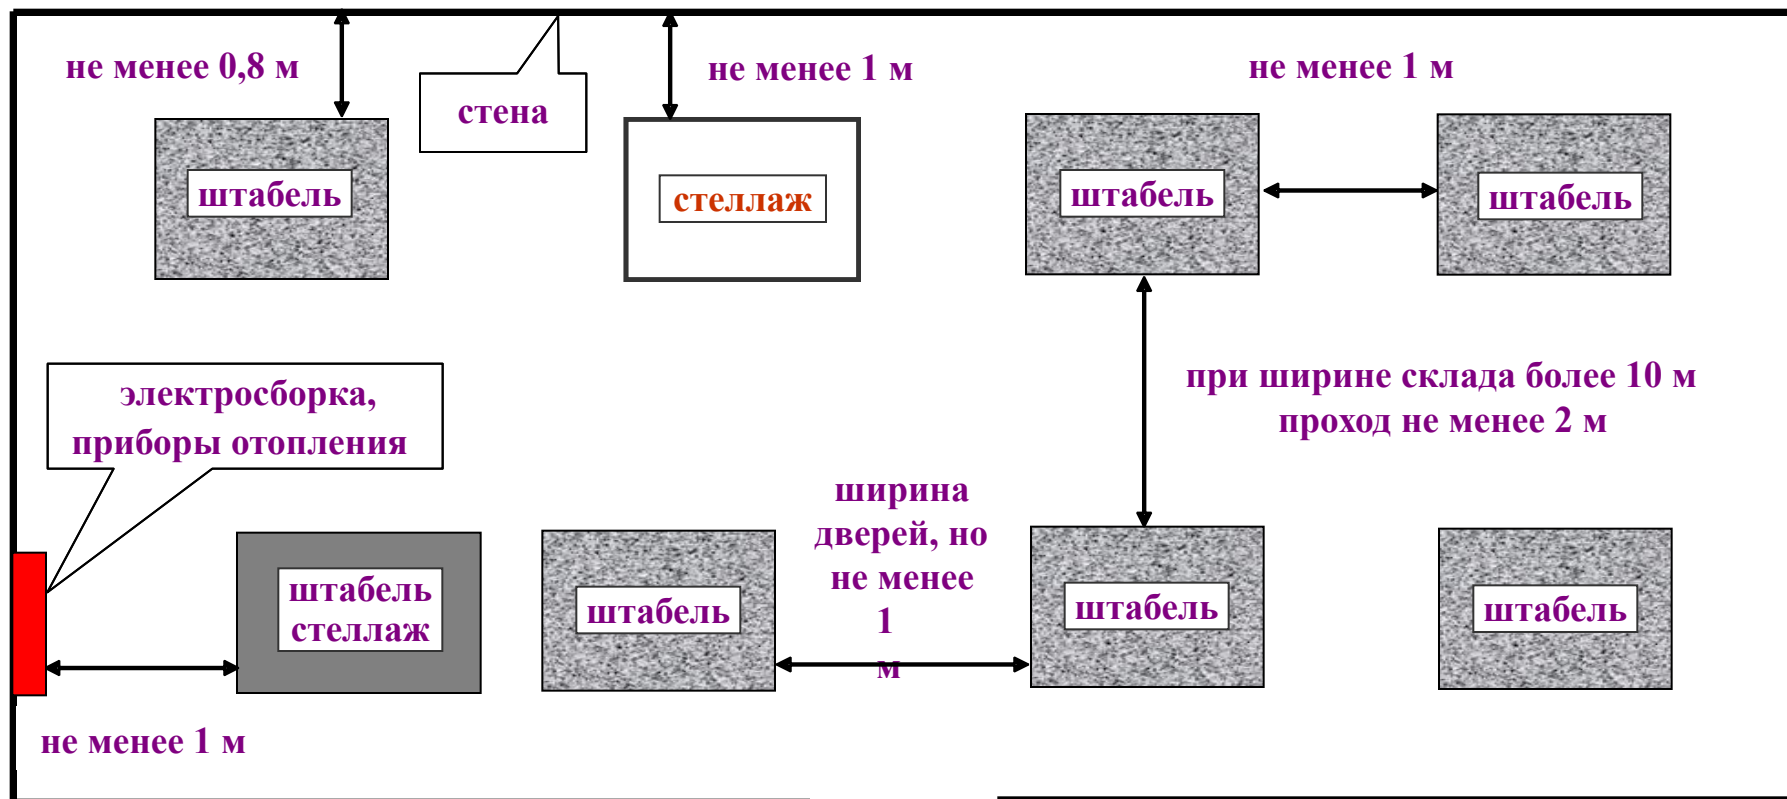 не менее 0,8 м
стена
не менее 1 м
не менее 1 м
штабель
стеллаж
штабель
штабель
электросборка,
приборы отопления
при ширине склада более 10 м
проход не менее 2 м
ширина
дверей, но
не менее
1
м
штабель
стеллаж
штабель
штабель
штабель
не менее 1 м